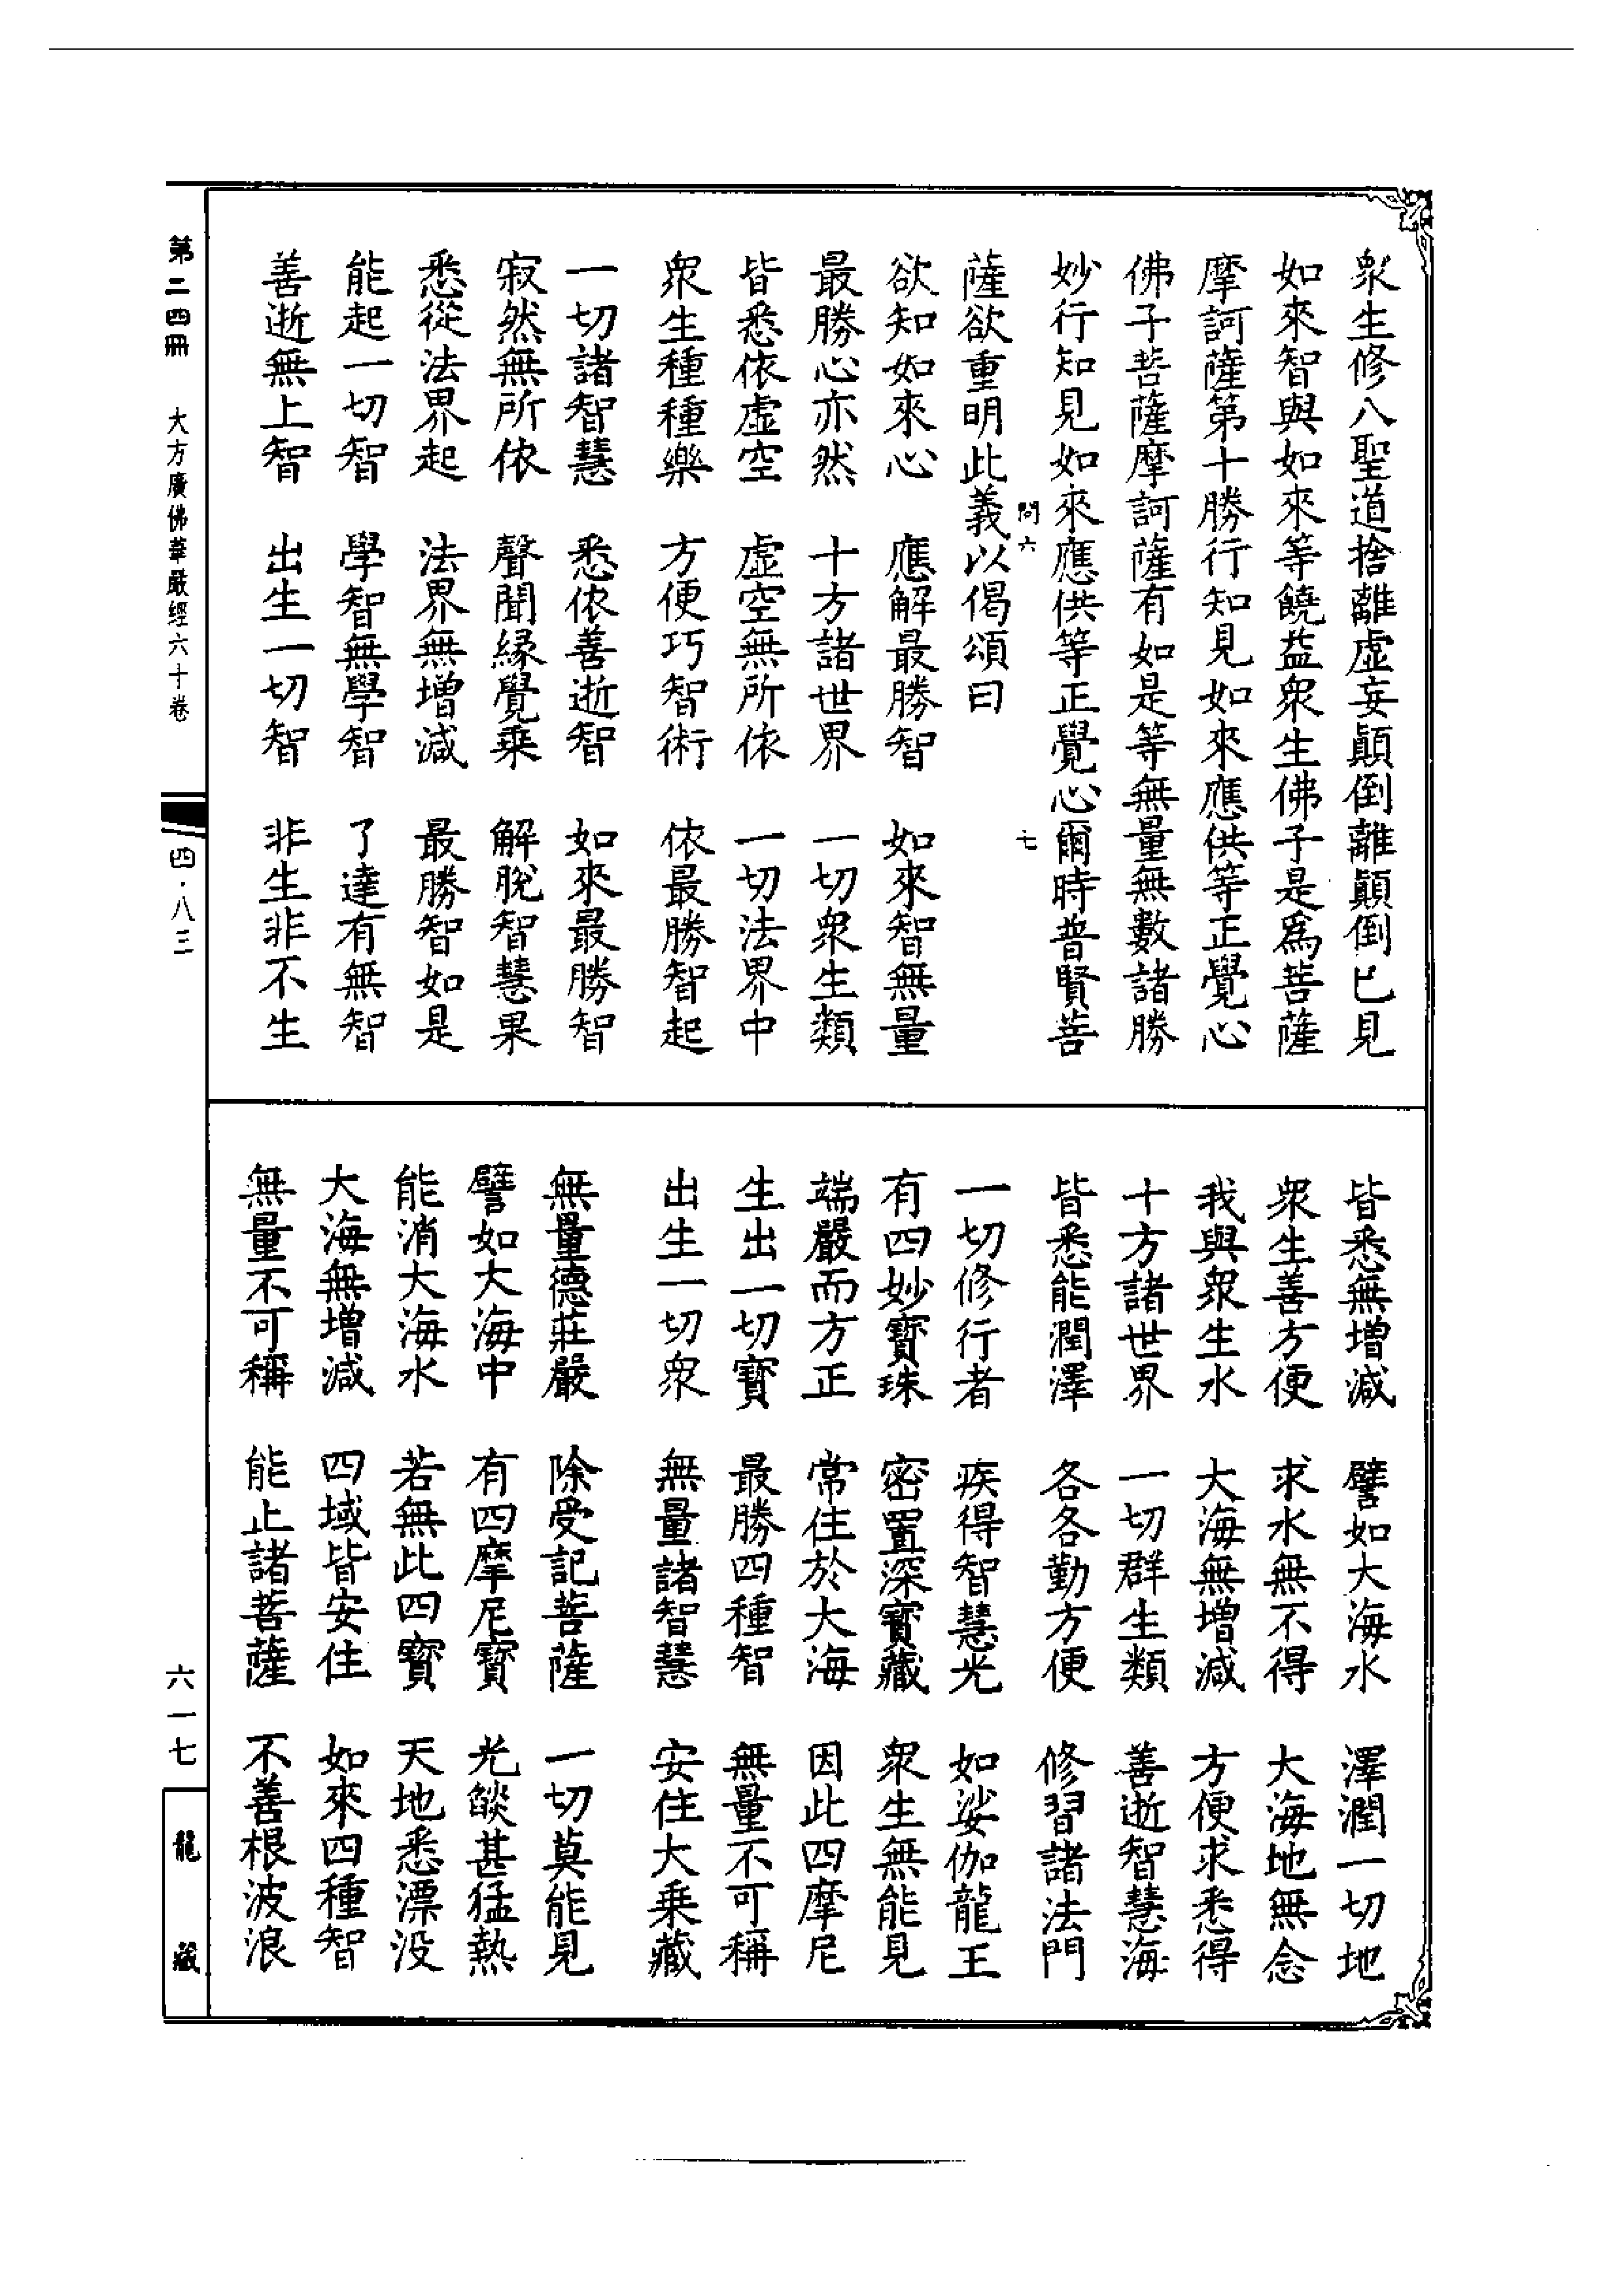 衆生修八聖道捨離虛妄顚倒離顚倒已見
如來智與如來等饒益衆生佛子是爲菩薩
摩訶薩第十勝行知見如來應供等正覺心
佛子菩薩摩訶薩有如是等無量無數諸勝
妙行知見如來應供等正覺心爾時普賢菩
問六 七
薩欲重明此義以偈頌曰
欲知如來心 應解最勝智 如來智無量
最勝心亦然 十方諸世界 一切衆生類
皆悉依虛空 虛空無所依 一切法界中
衆生種種樂 方便巧智術 依最勝智起
一切諸智慧 悉依善逝智 如來最勝智
寂然無所依 聲聞緣覺乘 解脫智慧果
悉從法界起 法界無增減 最勝智如是
能起一切智 學智無學智 了達有無智
善逝無上智 出生一切智 非生非不生
皆悉無增減 譬如大海水 澤潤一切地
衆生善方便 求水無不得 大海地無念
我與衆生水 大海無增減 方便求悉得
十方諸世界 一切群生類 善逝智慧海
皆悉能潤澤 各各勤方便 修習諸法門
一切修行者 疾得智慧光 如娑伽龍王
有四妙寶珠 密置深寶藏 衆生無能見
端嚴而方正 常住於大海 因此四摩尼
生出一切寶 最勝四種智 無量不可稱
出生一切衆 無量諸智慧 安住大乘藏
無量德莊嚴 除受記菩薩 一切莫能見
譬如大海中 有四摩尼寶 光燄甚猛熱
能消大海水 若無此四寶 天地悉漂没
大海無增減 四域皆安住 如來四種智
無量不可稱 能止諸菩薩 不善根波浪
第二四冊 大方廣佛華嚴經六十卷 四·八三
六一七
龍藏